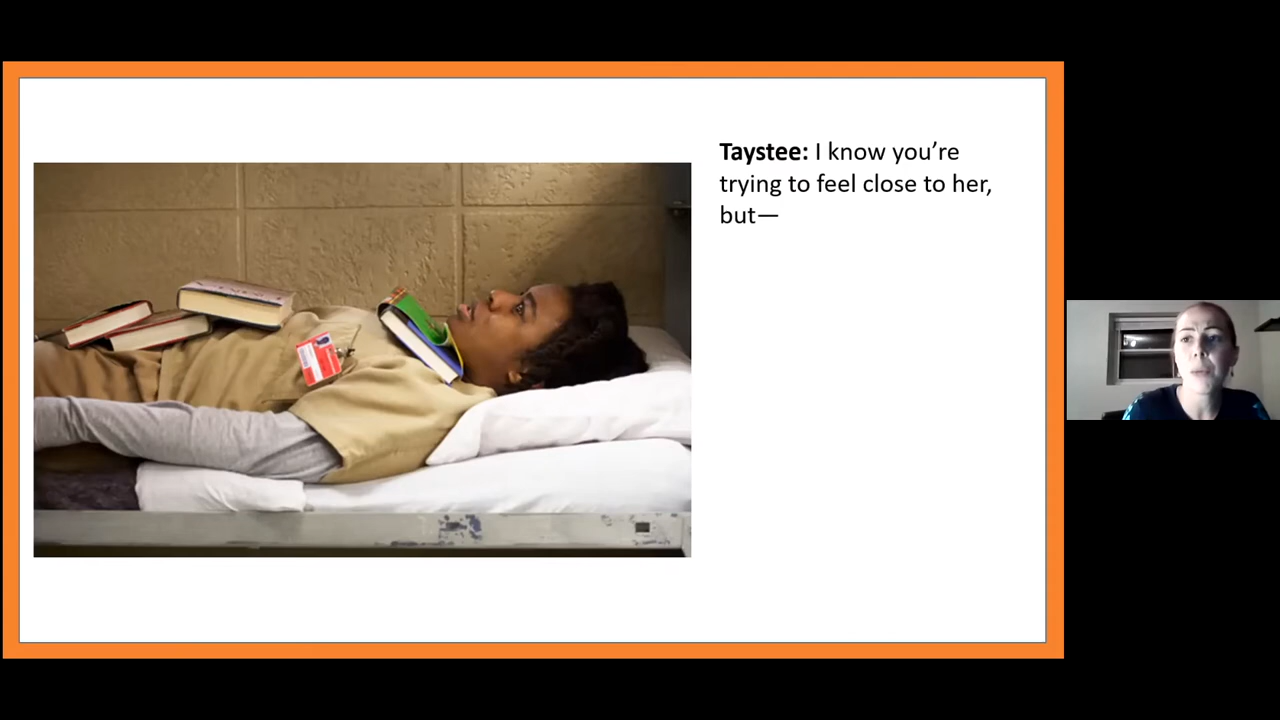 Taystee: I know you’re
trying to feel close to her,
but—